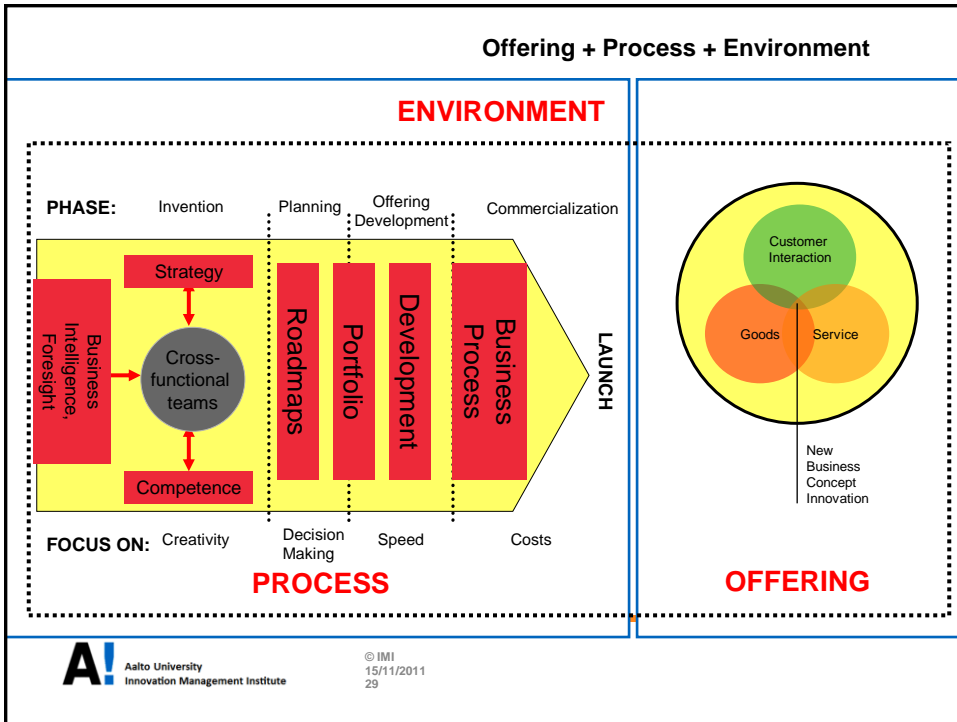 Offering + Process + Environment
ENVIRONMENT
PHASE:
Invention
Planning
Offering
Development
Commercialization
Strategy
Business
Intelligence,
Foresight
Cross-
functional
teams
Competence
Roadmaps
Portfolio
Development
Business
Process
LAUNCH
FOCUS ON:
Creativity
Decision
Making
Speed
Costs
PROCESS
Customer
Interaction
Goods
Service
New
Business
Concept
Innovation
OFFERING
A!
Aalto University
Innovation Management Institute
© IMI
15/11/2011
29